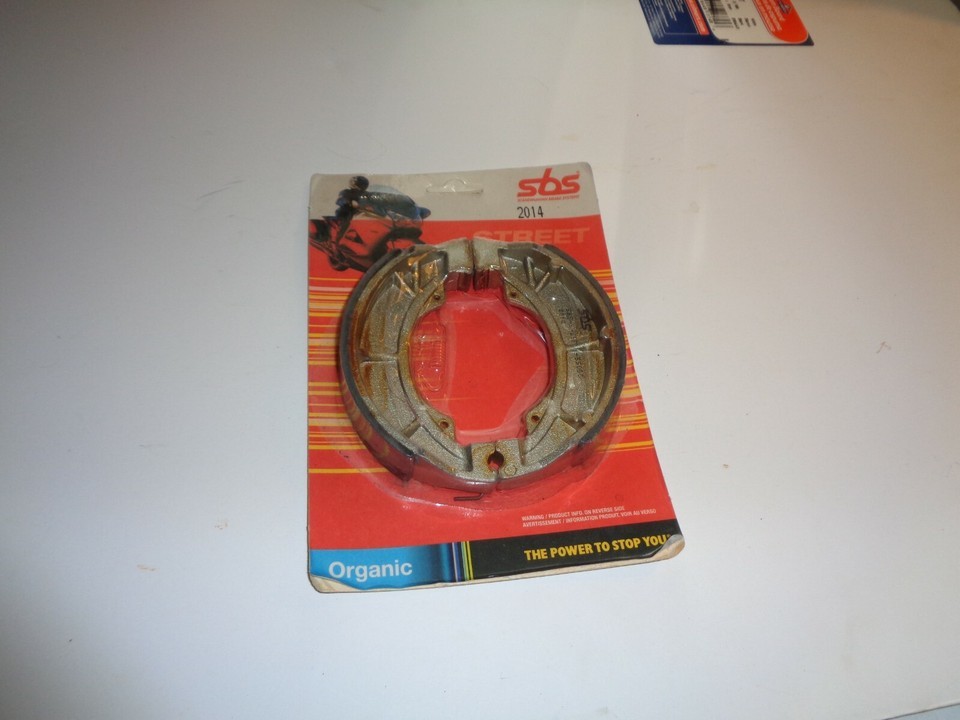 sbs
2014
STREET
sbs
WARNING / PRODUCT INFO. ON REVERSE SIDE
AVERTISSEMENT / INFORMATION PRODUIT, VOIR AU VERSO
THE POWER TO STOP YOU!
Organic